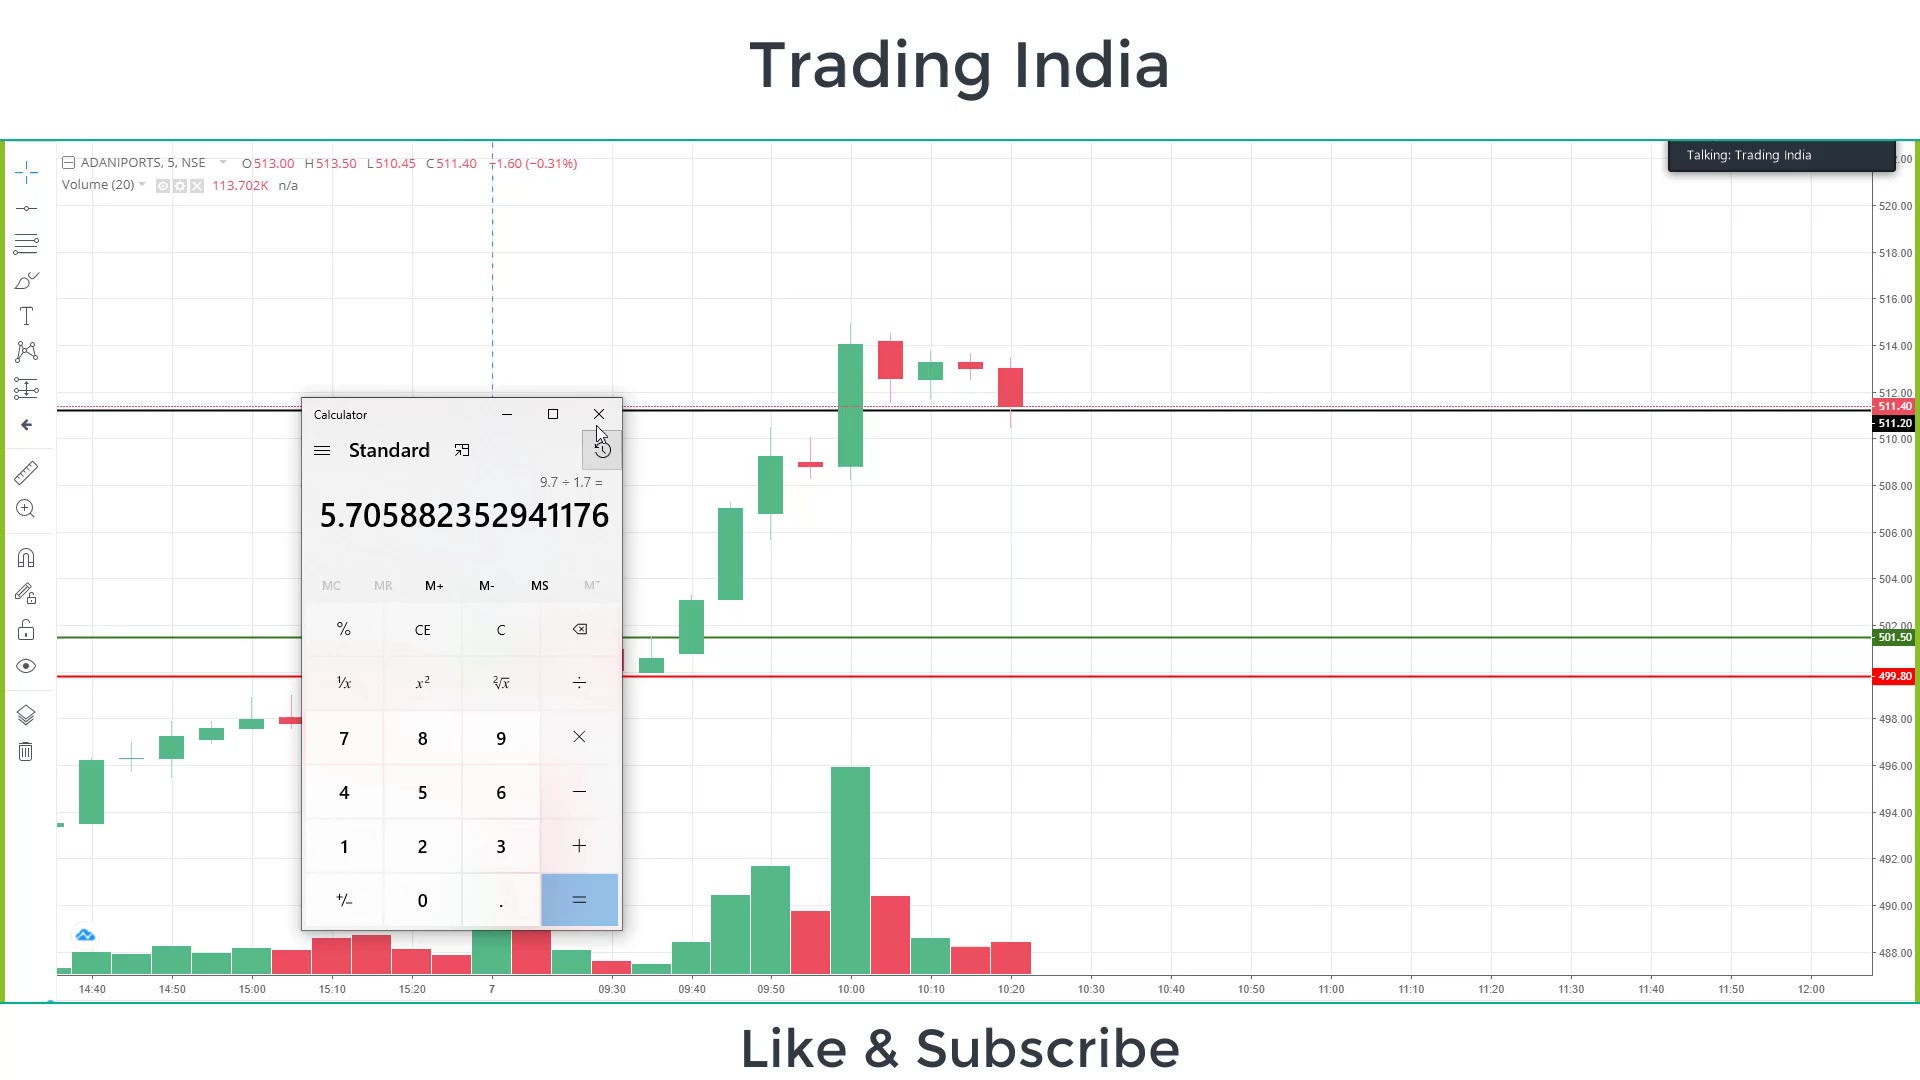 Trading India
ADANIPORTS, 5, NSE O513.00 H513.50 L510.45 C511.40 −1.60 (−0.31%)
Volume (20) 113.702K n/a
Talking: Trading India
520.00
518.00
516.00
514.00
512.00
511.40
511.20
510.00
508.00
506.00
504.00
502.00
501.50
499.80
498.00
496.00
494.00
492.00
490.00
488.00
Calculator
Standard
9.7 ÷ 1.7 =
5.705882352941176
MC MR M+ M- MS M˅
% CE C
⅟x x² ²√x ÷
7 8 9 ×
4 5 6 −
1 2 3 +
+/− 0 . =
14:40 14:50 15:00 15:10 15:20 7 09:30 09:40 09:50 10:00 10:10 10:20 10:30 10:40 10:50 11:00 11:10 11:20 11:30 11:40 11:50 12:00
Like & Subscribe